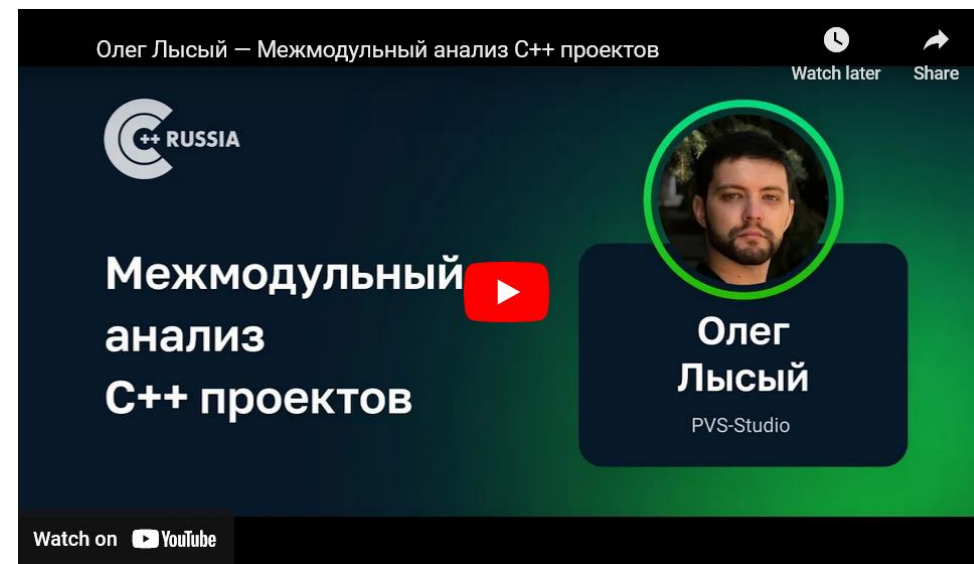 Олег Лысый — Межмодульный анализ C++ проектов
Watch later
Share
C++ RUSSIA
Межмодульный
анализ
C++ проектов
Олег
Лысый
PVS-Studio
Watch on YouTube